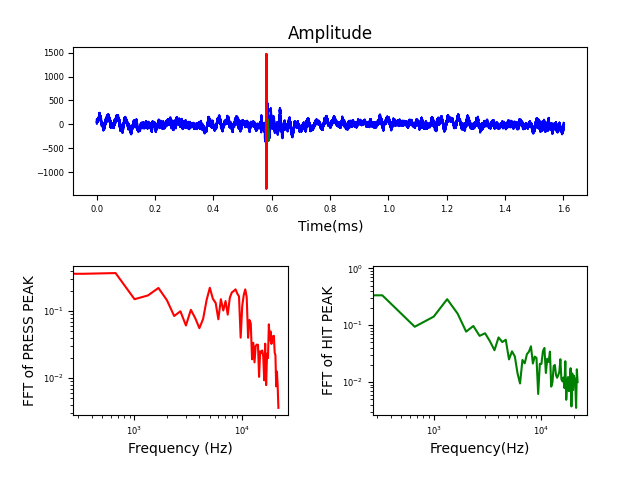 Amplitude
1500
1000
500
0
−500
−1000
0.0 0.2 0.4 0.6 0.8 1.0 1.2 1.4 1.6
Time(ms)
FFT of PRESS PEAK
10⁻¹
10⁻²
10³ 10⁴
Frequency (Hz)
FFT of HIT PEAK
10⁰
10⁻¹
10⁻²
10³ 10⁴
Frequency(Hz)